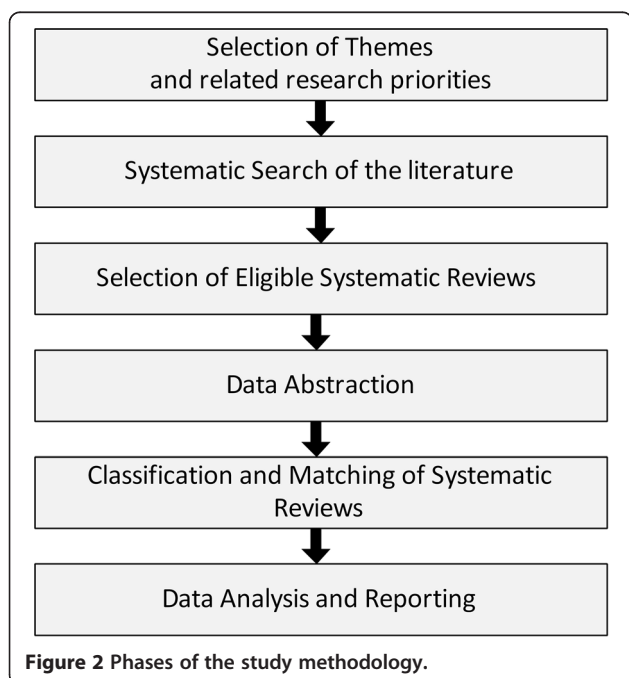 Selection of Themes
and related research priorities
Systematic Search of the literature
Selection of Eligible Systematic Reviews
Data Abstraction
Classification and Matching of Systematic
Reviews
Data Analysis and Reporting
Figure 2 Phases of the study methodology.